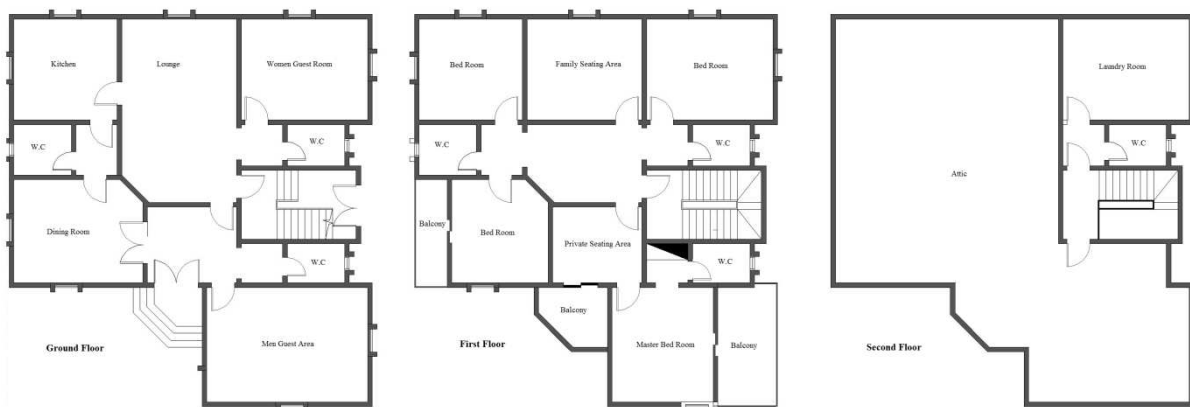 Kitchen
Lounge
Women Guest Room
W.C
W.C
Dining Room
W.C
Men Guest Area
Ground Floor
Bed Room
Family Seating Area
Bed Room
W.C
W.C
Balcony
Bed Room
Private Seating Area
W.C
Balcony
Master Bed Room
Balcony
First Floor
Laundry Room
W.C
Attic
Second Floor